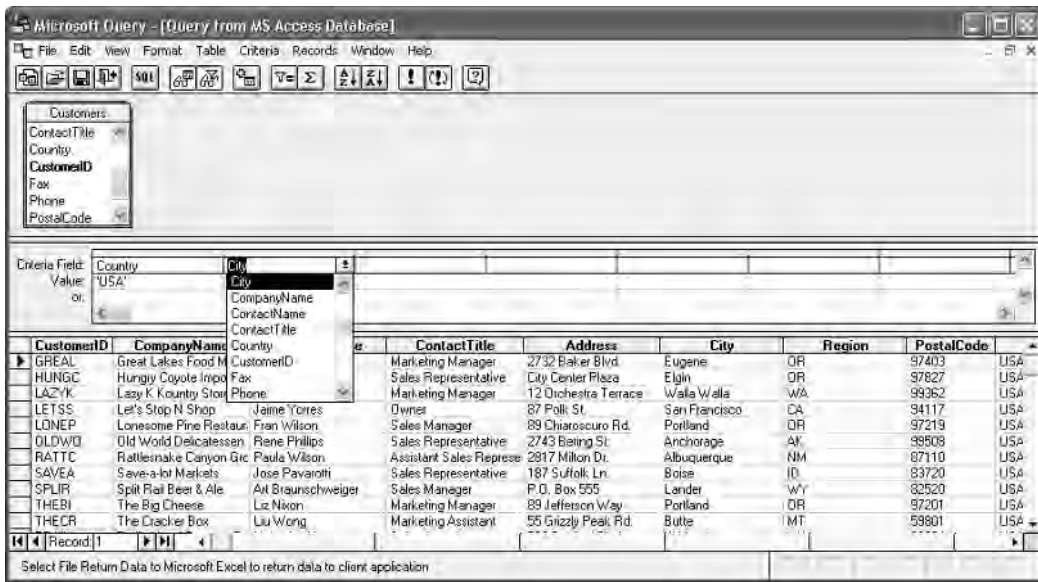 Microsoft Query - [Query from MS Access Database]
File Edit View Format Table Criteria Records Window Help
SQL
Customers
ContactTitle
Country
CustomerID
Fax
Phone
PostalCode
Criteria Field: Country City
Value: 'USA'
or:
City
CompanyName
ContactName
ContactTitle
Country
CustomerID
Fax
Phone
CustomerID CompanyName ContactTitle Address City Region PostalCode
GREAL Great Lakes Food M Marketing Manager 2732 Baker Blvd. Eugene OR 97403 USA
HUNGC Hungry Coyote Impo Sales Representative City Center Plaza Elgin OR 97827 USA
LAZYK Lazy K Kountry Stor Marketing Manager 12 Orchestra Terrace Walla Walla WA 99362 USA
LETSS Let's Stop N Shop Jaime Yorres Owner 87 Polk St. San Francisco CA 94117 USA
LONEP Lonesome Pine Restaur Fran Wilson Sales Manager 89 Chiaroscuro Rd. Portland OR 97219 USA
OLDWO Old World Delicatessen Rene Phillips Sales Representative 2743 Bering St. Anchorage AK 99508 USA
RATTC Rattlesnake Canyon Grc Paula Wilson Assistant Sales Represe 2817 Milton Dr. Albuquerque NM 87110 USA
SAVEA Save-a-lot Markets Jose Pavarotti Sales Representative 187 Suffolk Ln. Boise ID 83720 USA
SPLIR Split Rail Beer & Ale Art Braunschweiger Sales Manager P.O. Box 555 Lander WY 82520 USA
THEBI The Big Cheese Liz Nixon Marketing Manager 89 Jefferson Way Portland OR 97201 USA
THECR The Cracker Box Liu Wong Marketing Assistant 55 Grizzly Peak Rd. Butte MT 59801 USA
Record: 1
Select File Return Data to Microsoft Excel to return data to client application